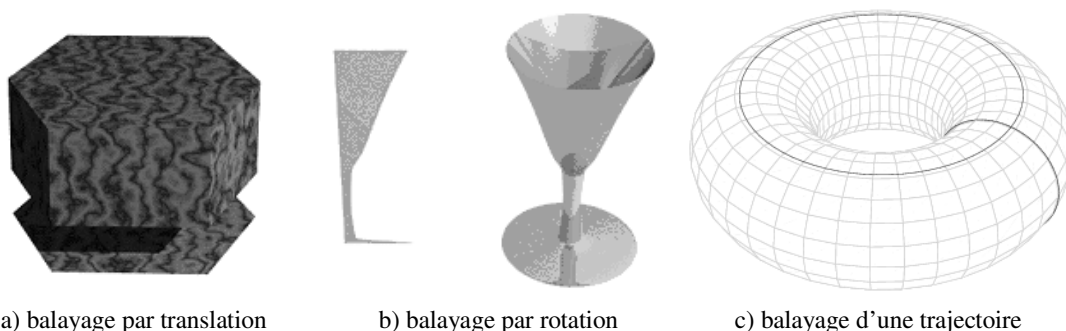 a) balayage par translation
b) balayage par rotation
c) balayage d'une trajectoire